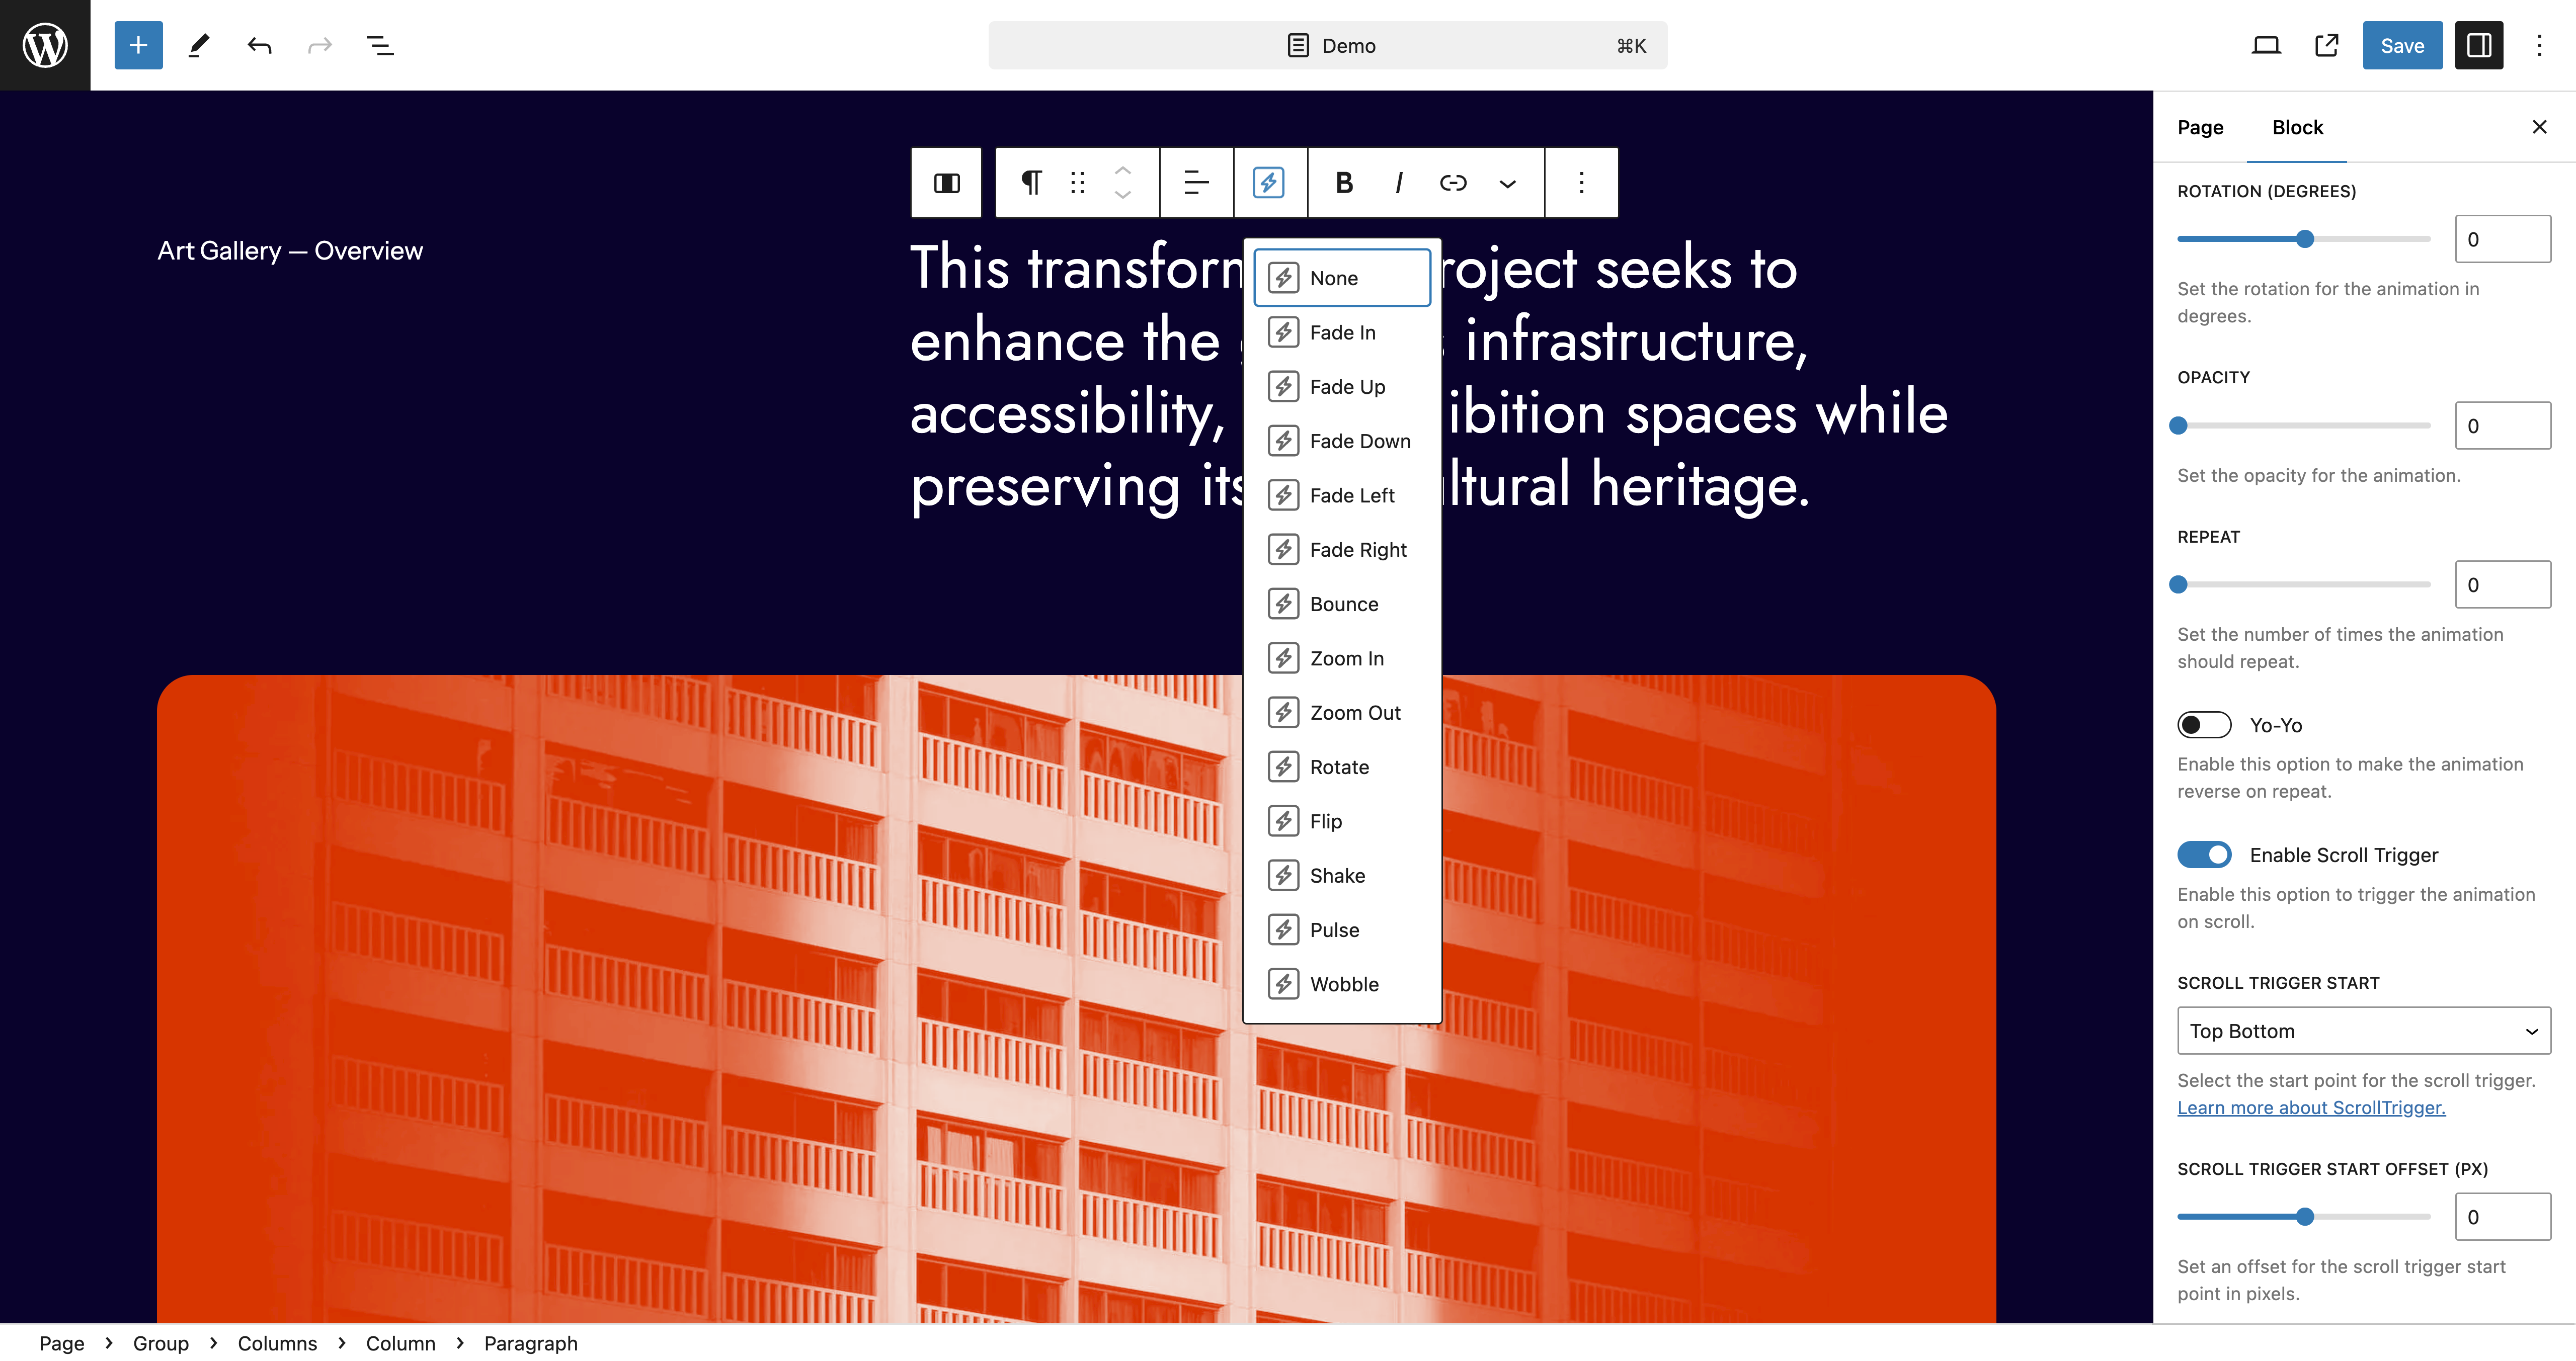 Demo
⌘K
Save
Art Gallery — Overview
This transform roject seeks to
enhance the infrastructure,
accessibility, ibition spaces while
preserving its ltural heritage.
None
Fade In
Fade Up
Fade Down
Fade Left
Fade Right
Bounce
Zoom In
Zoom Out
Rotate
Flip
Shake
Pulse
Wobble
Page Block
ROTATION (DEGREES)
0
Set the rotation for the animation in
degrees.
OPACITY
0
Set the opacity for the animation.
REPEAT
0
Set the number of times the animation
should repeat.
Yo-Yo
Enable this option to make the animation
reverse on repeat.
Enable Scroll Trigger
Enable this option to trigger the animation
on scroll.
SCROLL TRIGGER START
Top Bottom
Select the start point for the scroll trigger.
Learn more about ScrollTrigger.
SCROLL TRIGGER START OFFSET (PX)
0
Set an offset for the scroll trigger start
point in pixels.
Page > Group > Columns > Column > Paragraph